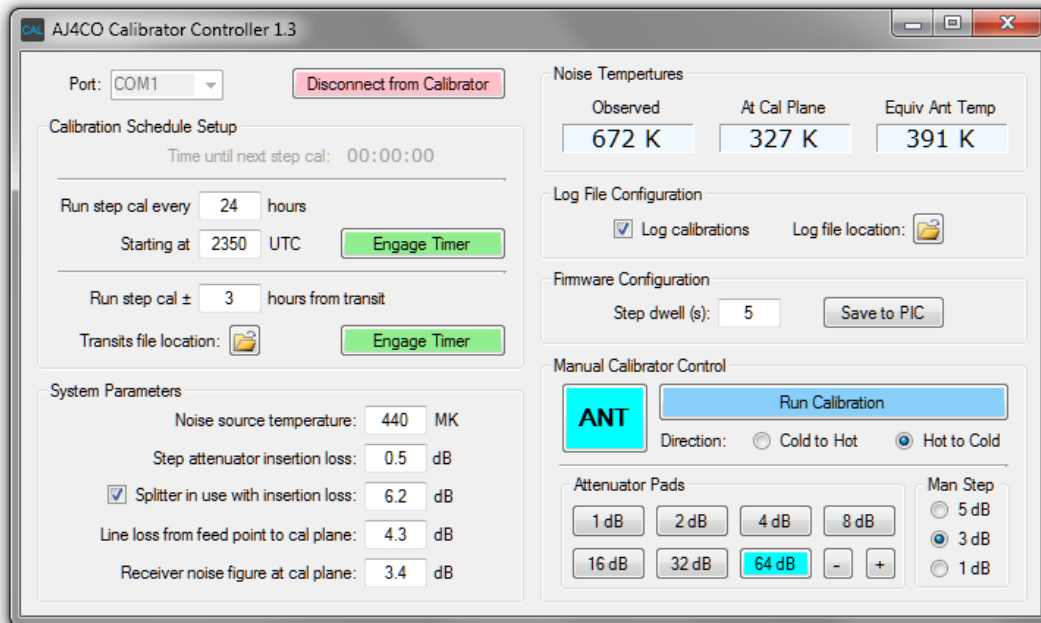 CAL AJ4CO Calibrator Controller 1.3
Port: COM1 Disconnect from Calibrator
Calibration Schedule Setup
Time until next step cal: 00:00:00
Run step cal every 24 hours
Starting at 2350 UTC Engage Timer
Run step cal ± 3 hours from transit
Transits file location: Engage Timer
System Parameters
Noise source temperature: 440 MK
Step attenuator insertion loss: 0.5 dB
Splitter in use with insertion loss: 6.2 dB
Line loss from feed point to cal plane: 4.3 dB
Receiver noise figure at cal plane: 3.4 dB
Noise Tempertures
Observed At Cal Plane Equiv Ant Temp
672 K 327 K 391 K
Log File Configuration
Log calibrations Log file location:
Firmware Configuration
Step dwell (s): 5 Save to PIC
Manual Calibrator Control
ANT Run Calibration
Direction: Cold to Hot Hot to Cold
Attenuator Pads
1 dB 2 dB 4 dB 8 dB
16 dB 32 dB 64 dB - +
Man Step
5 dB
3 dB
1 dB